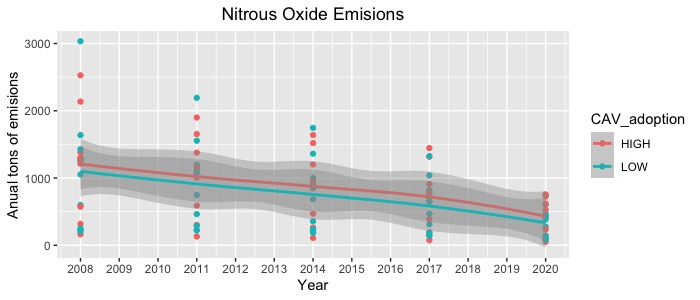 Nitrous Oxide Emisions
Anual tons of emisions
3000
2000
1000
0
2008 2009 2010 2011 2012 2013 2014 2015 2016 2017 2018 2019 2020
Year
CAV_adoption
HIGH
LOW